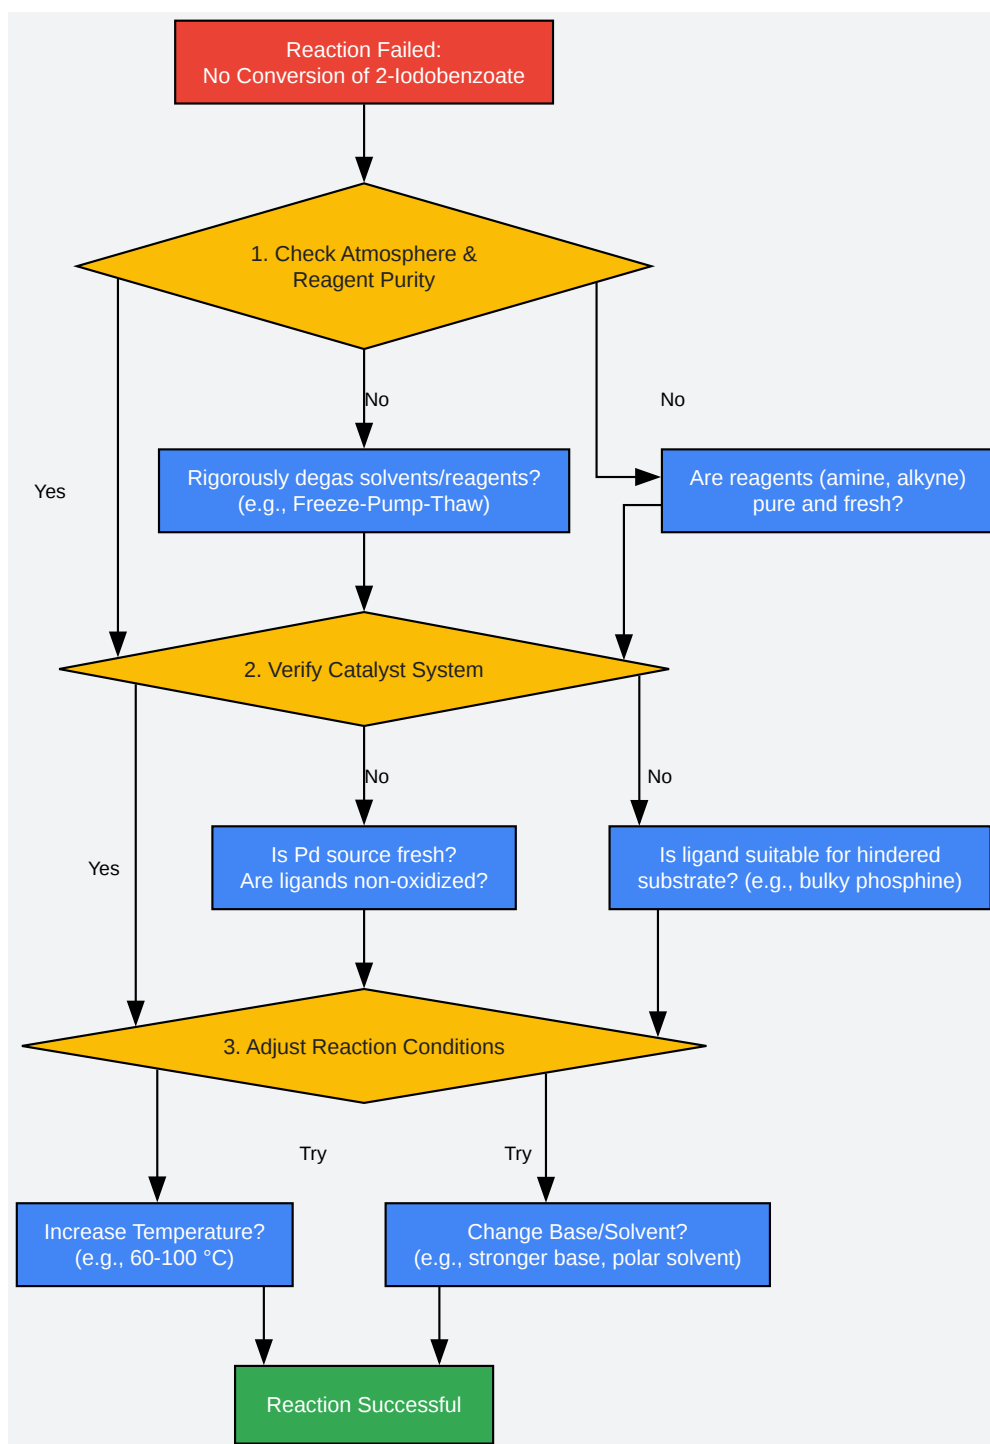 Reaction Failed:
No Conversion of 2-Iodobenzoate
1. Check Atmosphere &
Reagent Purity
No
No
Yes
Rigorously degas solvents/reagents?
(e.g., Freeze-Pump-Thaw)
Are reagents (amine, alkyne)
pure and fresh?
2. Verify Catalyst System
No
No
Yes
Is Pd source fresh?
Are ligands non-oxidized?
Is ligand suitable for hindered
substrate? (e.g., bulky phosphine)
3. Adjust Reaction Conditions
Try
Try
Increase Temperature?
(e.g., 60-100 °C)
Change Base/Solvent?
(e.g., stronger base, polar solvent)
Reaction Successful